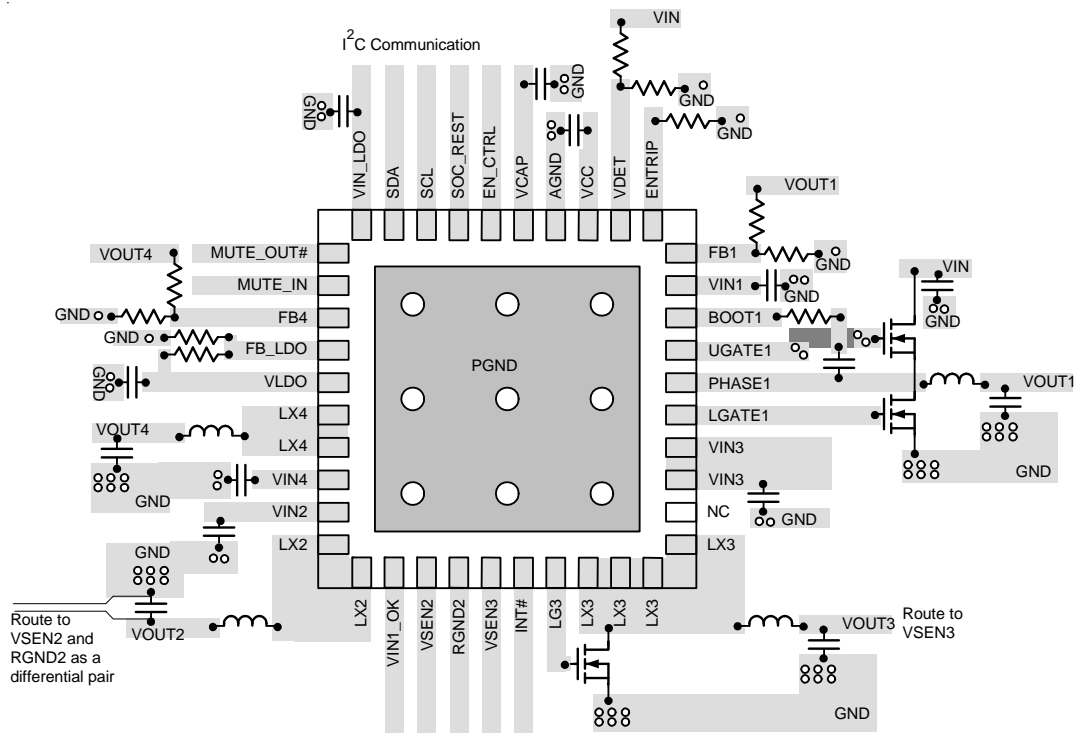 VIN
I2C Communication
GND
GND
GND
GND
VIN_LDO
SDA
SCL
SOC_REST
EN_CTRL
VCAP
AGND
VCC
VDET
ENTRIP
VOUT1
VOUT4
MUTE_OUT#
FB1
GND
VIN
MUTE_IN
VIN1
GND
GND
FB4
BOOT1
GND
GND
FB_LDO
UGATE1
PGND
GND
VLDO
PHASE1
VOUT1
LX4
LGATE1
VOUT4
LX4
VIN3
VIN4
VIN3
GND
GND
VIN2
NC
GND
GND
LX2
LX3
LX2
VIN1_OK
VSEN2
RGND2
VSEN3
INT#
LG3
LX3
LX3
LX3
Route to
VSEN2 and
RGND2 as a
differential pair
VOUT2
VOUT3
Route to
VSEN3
GND